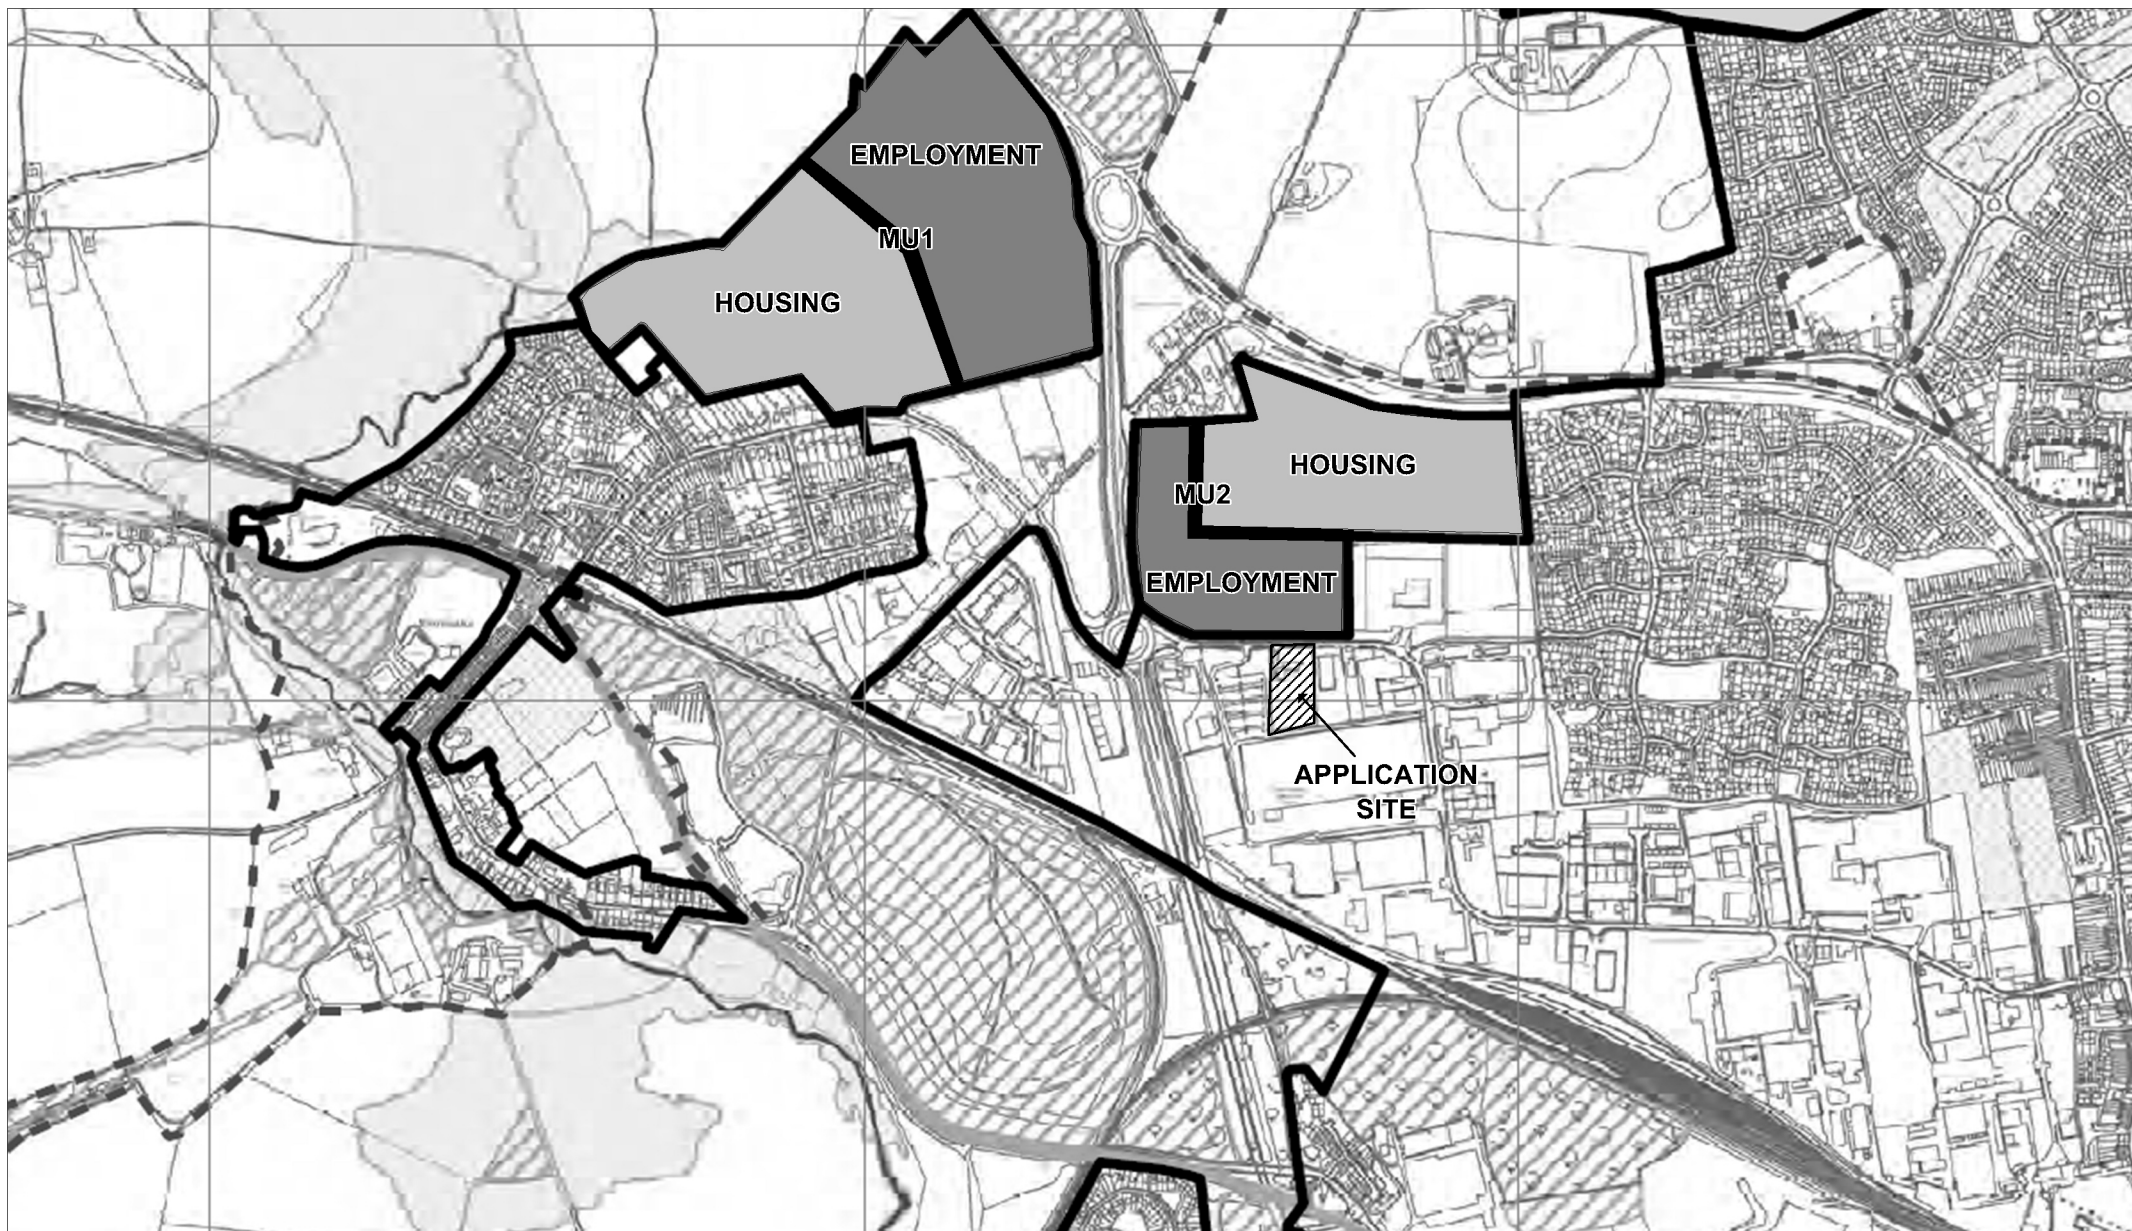 EMPLOYMENT
MU1
HOUSING
HOUSING
MU2
EMPLOYMENT
APPLICATION
SITE